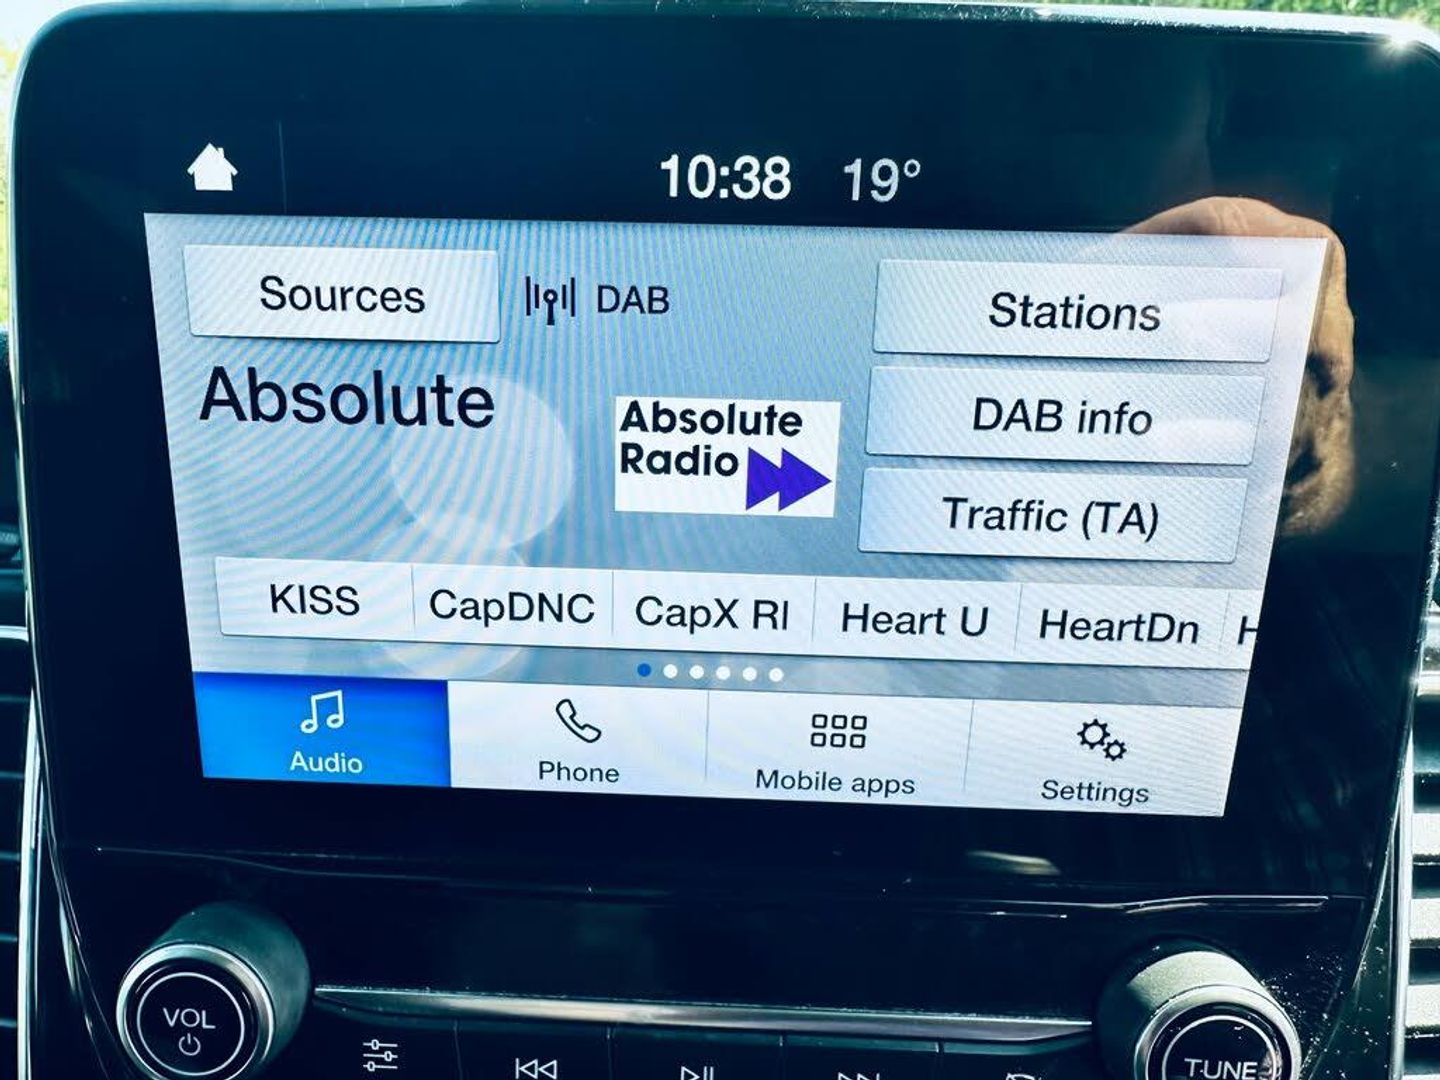 10:38 19°
Sources DAB Stations
Absolute
Absolute
Radio
DAB info
Traffic (TA)
KISS CapDNC CapX Rl Heart U HeartDn H
Audio Phone Mobile apps Settings
VOL
TUNE